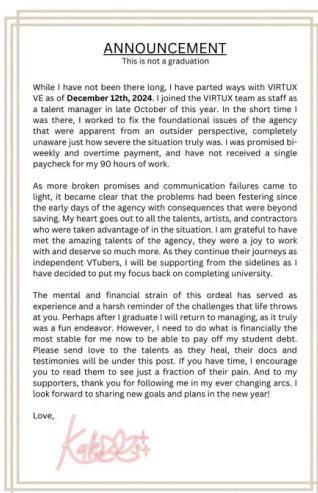 ANNOUNCEMENT
This is not a graduation
While I have not been there long, I have parted ways with VIRTUX
VE as of December 12th, 2024. I joined the VIRTUX team as staff as
a talent manager in late October of this year. In the short time I
was there, I worked to fix the foundational issues of the agency
that were apparent from an outsider perspective, completely
unaware just how severe the situation truly was. I was promised bi-
weekly and overtime payment, and have not received a single
paycheck for my 90 hours of work.
As more broken promises and communication failures came to
light, it became clear that the problems had been festering since
the early days of the agency with consequences that were beyond
saving. My heart goes out to all the talents, artists, and contractors
who were taken advantage of in the situation. I am grateful to have
met the amazing talents of the agency, they were a joy to work
with and deserve so much more. As they continue their journeys as
independent VTubers, I will be supporting from the sidelines as I
have decided to put my focus back on completing university.
The mental and financial strain of this ordeal has served as
experience and a harsh reminder of the challenges that life throws
at you. Perhaps after I graduate I will return to managing, as it truly
was a fun endeavor. However, I need to do what is financially the
most stable for me now to be able to pay off my student debt.
Please send love to the talents as they heal, their docs and
testimonies will be under this post. If you have time, I encourage
you to read them to see just a fraction of their pain. And to my
supporters, thank you for following me in my ever changing arcs. I
look forward to sharing new goals and plans in the new year!
Love,